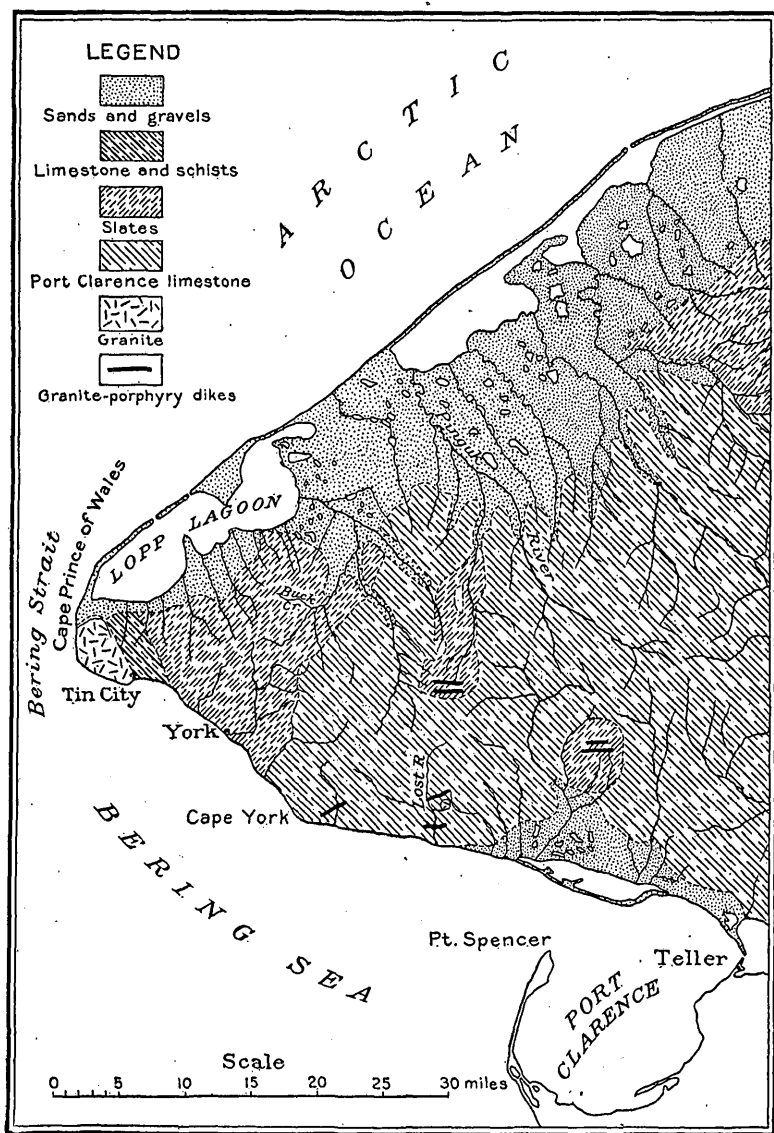 LEGEND
Sands and gravels
Limestone and schists
Slates
Port Clarence limestone
Granite
Granite-porphyry dikes
ARCTIC
OCEAN
LOPP LAGOON
Bering Strait
Cape Prince of Wales
Tin City
York
Buck
Cr.
River
Lost R.
Cape York
BERING SEA
Pt. Spencer
Teller
PORT
CLARENCE
Scale
0 5 10 15 20 25 30 miles